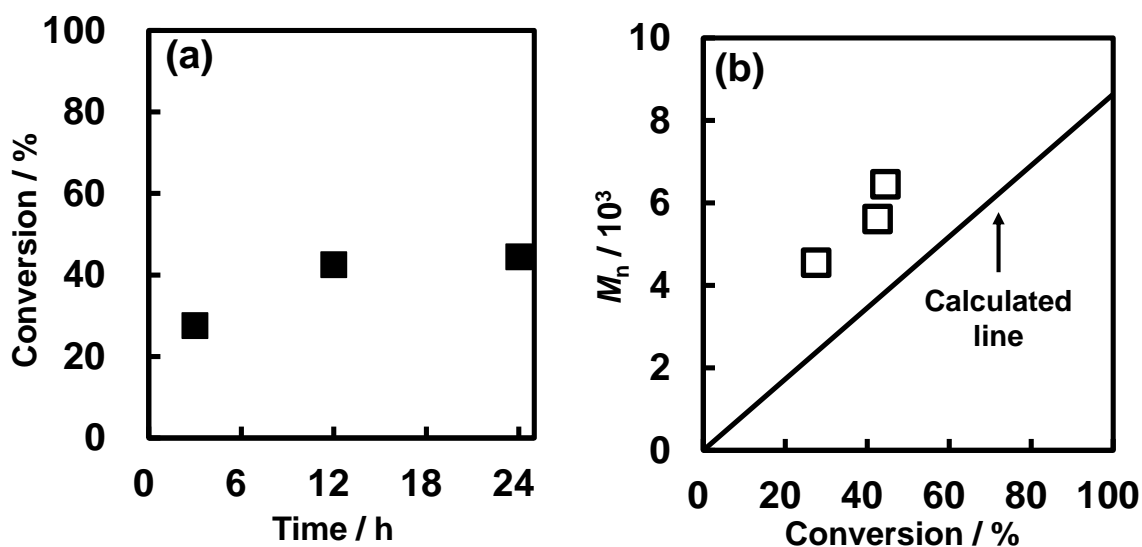 (a)
Conversion / %
100
80
60
40
20
0
0 6 12 18 24
Time / h
(b)
Mn / 10³
10
8
6
4
2
0
Calculated
line
0 20 40 60 80 100
Conversion / %